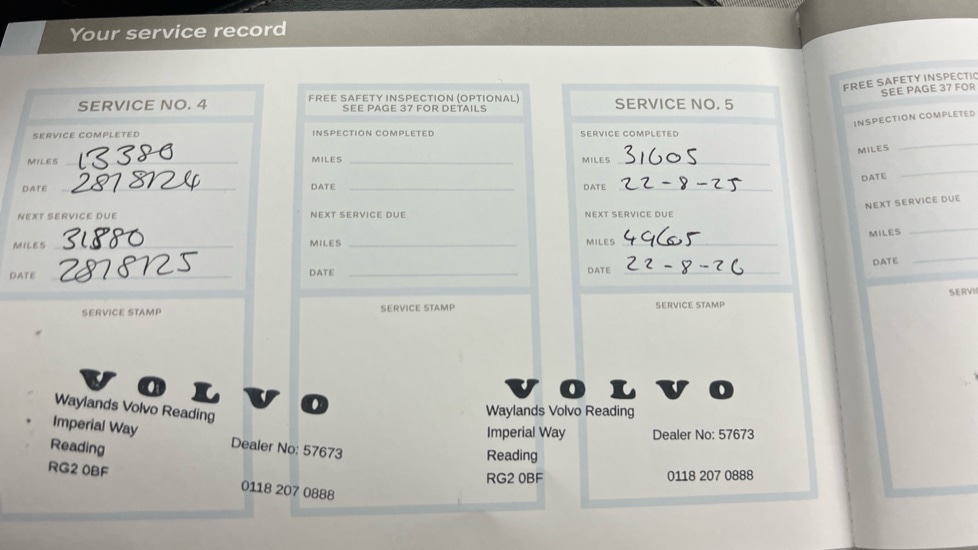 Your service record
SERVICE NO. 4
SERVICE COMPLETED
MILES 13380
DATE 28/8/24
NEXT SERVICE DUE
MILES 31880
DATE 28/8/25
SERVICE STAMP
VOLVO
Waylands Volvo Reading
Imperial Way
Reading
RG2 0BF
Dealer No: 57673
0118 207 0888
FREE SAFETY INSPECTION (OPTIONAL)
SEE PAGE 37 FOR DETAILS
INSPECTION COMPLETED
MILES
DATE
NEXT SERVICE DUE
MILES
DATE
SERVICE STAMP
SERVICE NO. 5
SERVICE COMPLETED
MILES 31605
DATE 22-8-25
NEXT SERVICE DUE
MILES 49605
DATE 22-8-26
SERVICE STAMP
VOLVO
Waylands Volvo Reading
Imperial Way
Reading
RG2 0BF
Dealer No: 57673
0118 207 0888
FREE SAFETY INSPECTIO
SEE PAGE 37 FOR
INSPECTION COMPLETED
MILES
DATE
NEXT SERVICE DUE
MILES
DATE
SERVI